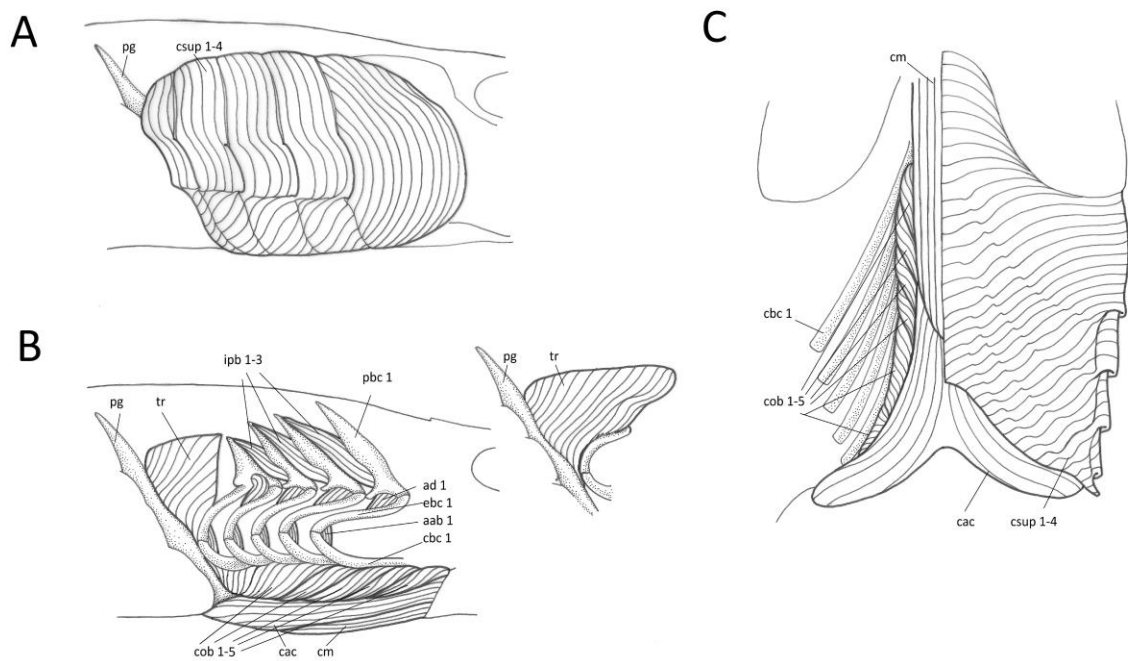 A
pg
csup 1-4
B
ipb 1-3
pg
tr
pbc 1
ad 1
ebc 1
aab 1
cbc 1
cob 1-5
cac
cm
pg
tr
C
cm
cbc 1
cob 1-5
cac
csup 1-4